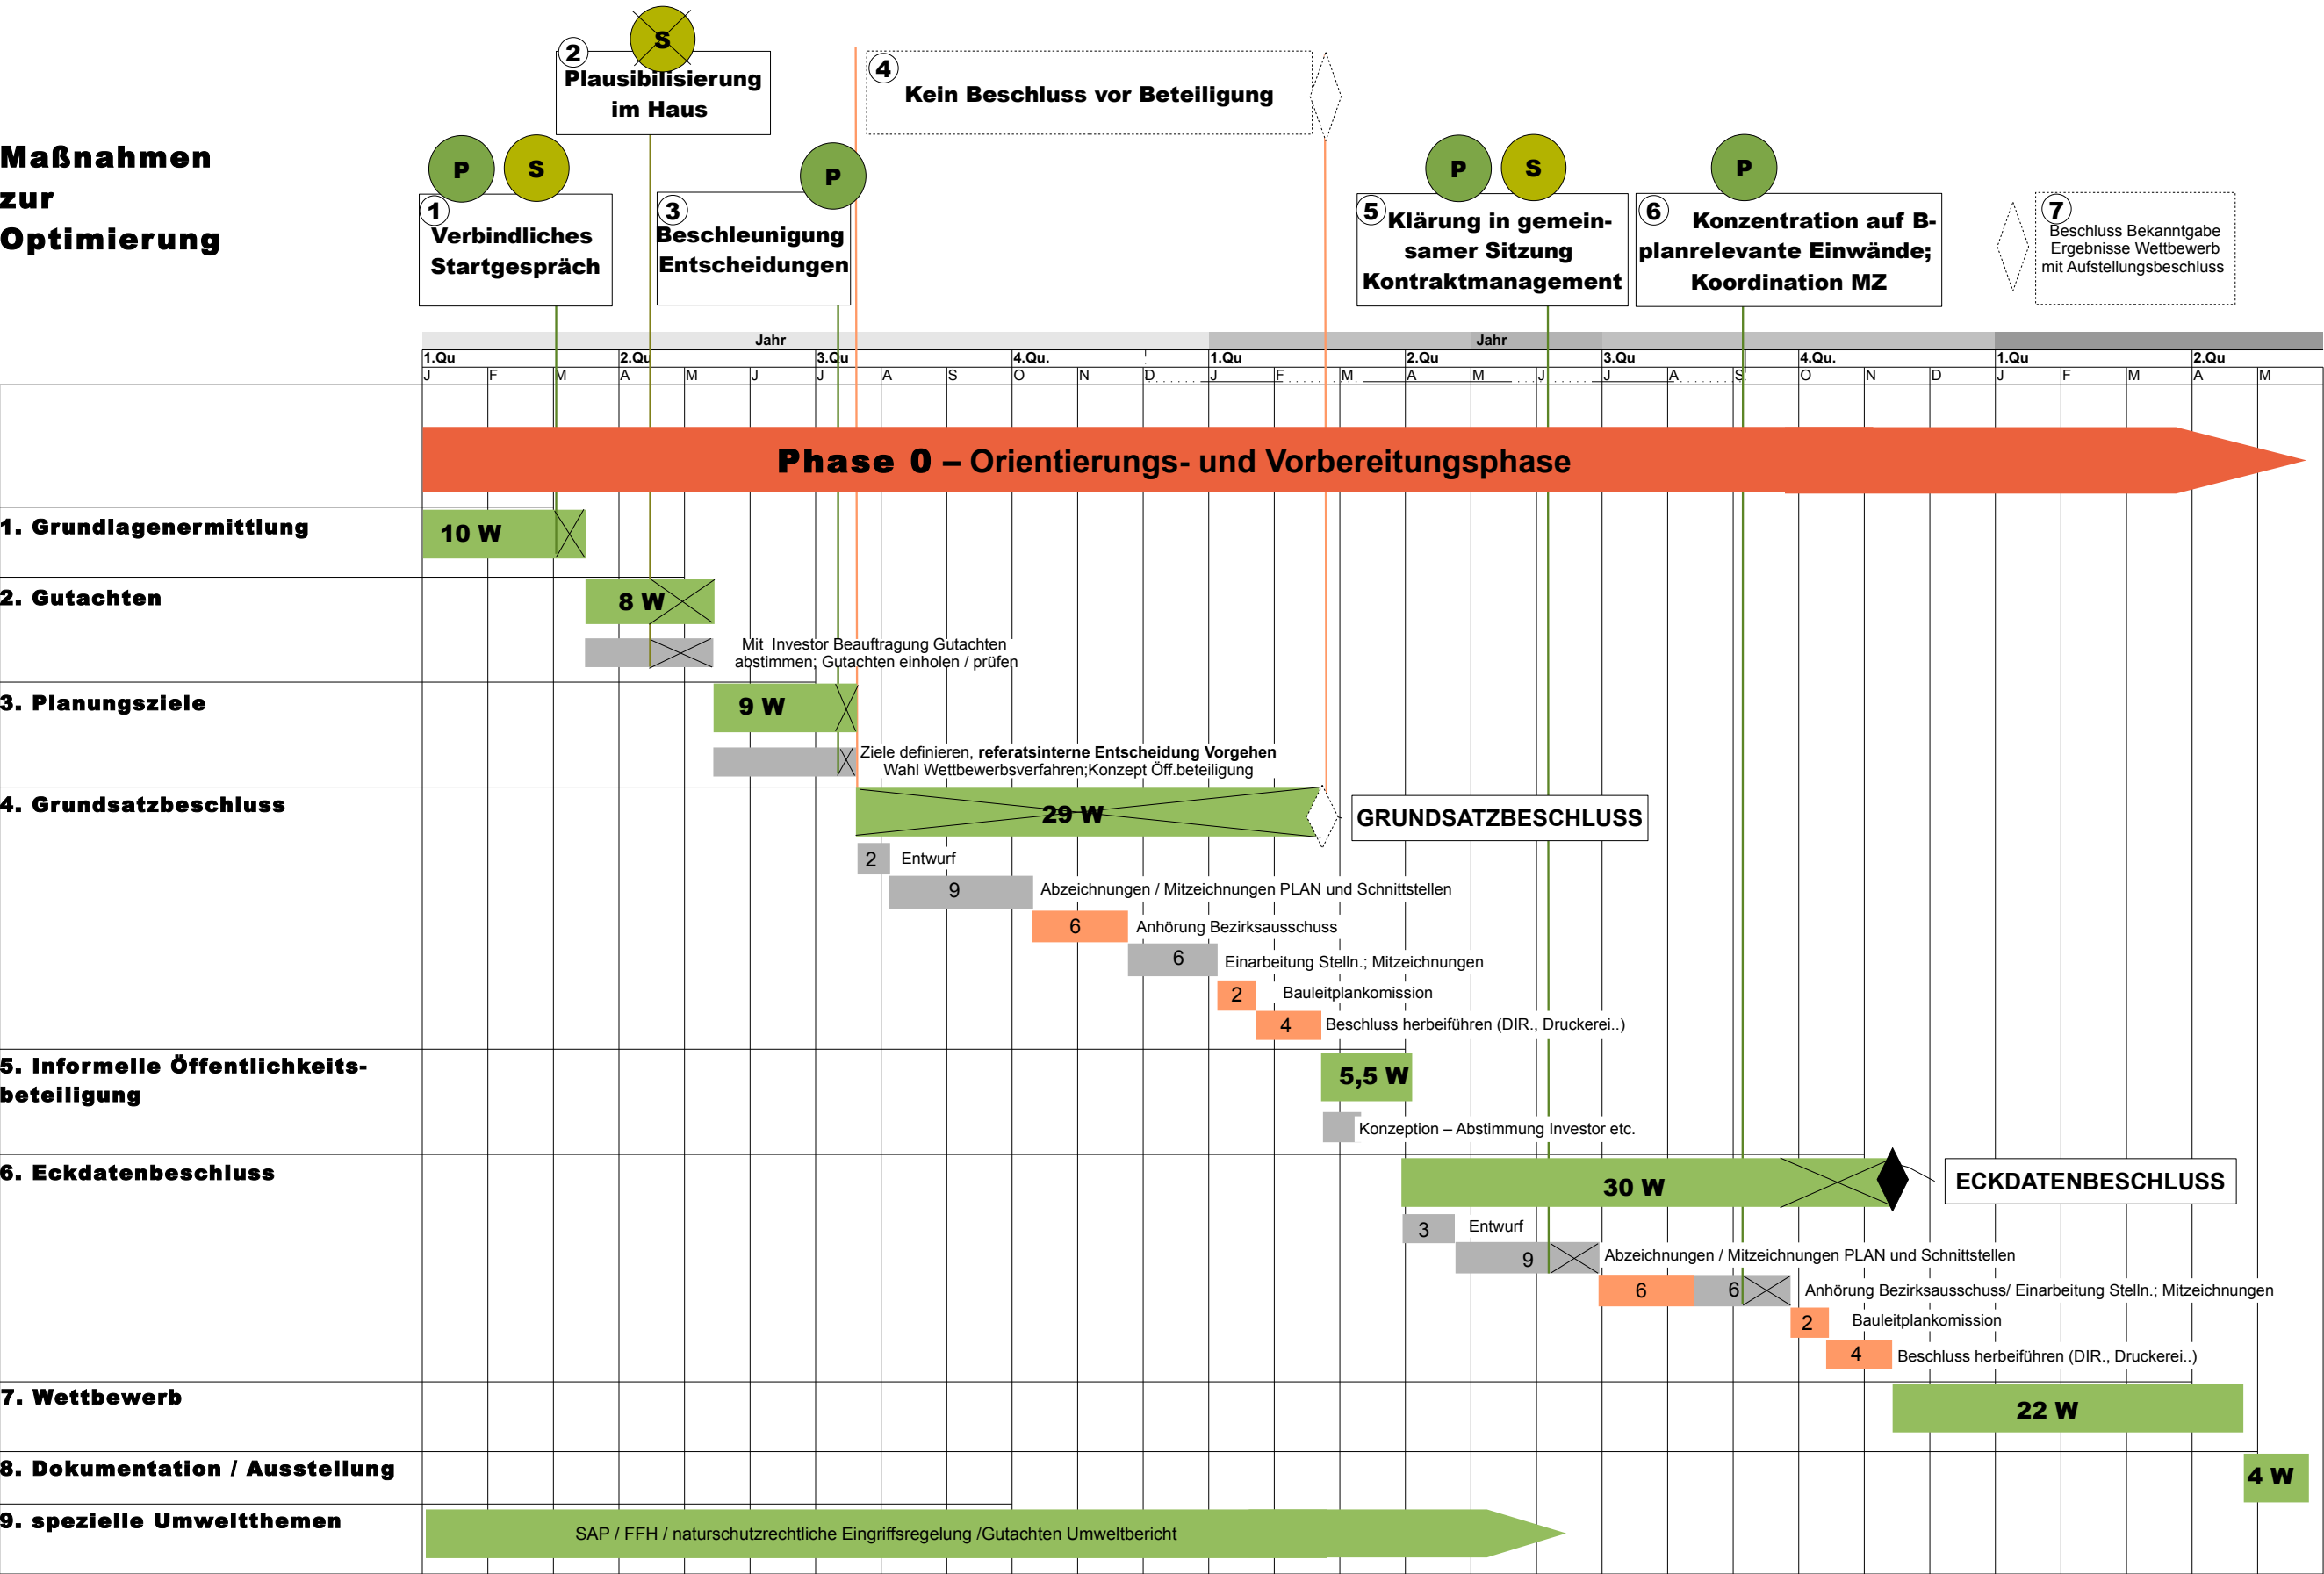 S
2
Plausibilisierung
im Haus
4
Kein Beschluss vor Beteiligung
Maßnahmen
zur
Optimierung
P
S
1
Verbindliches
Startgespräch
P
3
Beschleunigung
Entscheidungen
P
S
5
Klärung in gemein-
samer Sitzung
Kontraktmanagement
P
6
Konzentration auf B-
planrelevante Einwände;
Koordination MZ
7
Beschluss Bekanntgabe
Ergebnisse Wettbewerb
mit Aufstellungsbeschluss
Jahr
Jahr
1.Qu 2.Qu 3.Qu 4.Qu. 1.Qu 2.Qu 3.Qu 4.Qu. 1.Qu 2.Qu
J F M A M J J A S O N D J F M A M J J A S O N D J F M A M
Phase 0 – Orientierungs- und Vorbereitungsphase
1. Grundlagenermittlung
10 W
2. Gutachten
8 W
Mit Investor Beauftragung Gutachten
abstimmen; Gutachten einholen / prüfen
3. Planungsziele
9 W
Ziele definieren, referatsinterne Entscheidung Vorgehen
Wahl Wettbewerbsverfahren;Konzept Öff.beteiligung
4. Grundsatzbeschluss
29 W
GRUNDSATZBESCHLUSS
2 Entwurf
9 Abzeichnungen / Mitzeichnungen PLAN und Schnittstellen
6 Anhörung Bezirksausschuss
6 Einarbeitung Stelln.; Mitzeichnungen
2 Bauleitplankomission
4 Beschluss herbeiführen (DIR., Druckerei..)
5. Informelle Öffentlichkeits-
beteiligung
5,5 W
Konzeption – Abstimmung Investor etc.
6. Eckdatenbeschluss
30 W
ECKDATENBESCHLUSS
3 Entwurf
9 Abzeichnungen / Mitzeichnungen PLAN und Schnittstellen
6 6 Anhörung Bezirksausschuss/ Einarbeitung Stelln.; Mitzeichnungen
2 Bauleitplankomission
4 Beschluss herbeiführen (DIR., Druckerei..)
7. Wettbewerb
22 W
8. Dokumentation / Ausstellung
4 W
9. spezielle Umweltthemen
SAP / FFH / naturschutzrechtliche Eingriffsregelung /Gutachten Umweltbericht